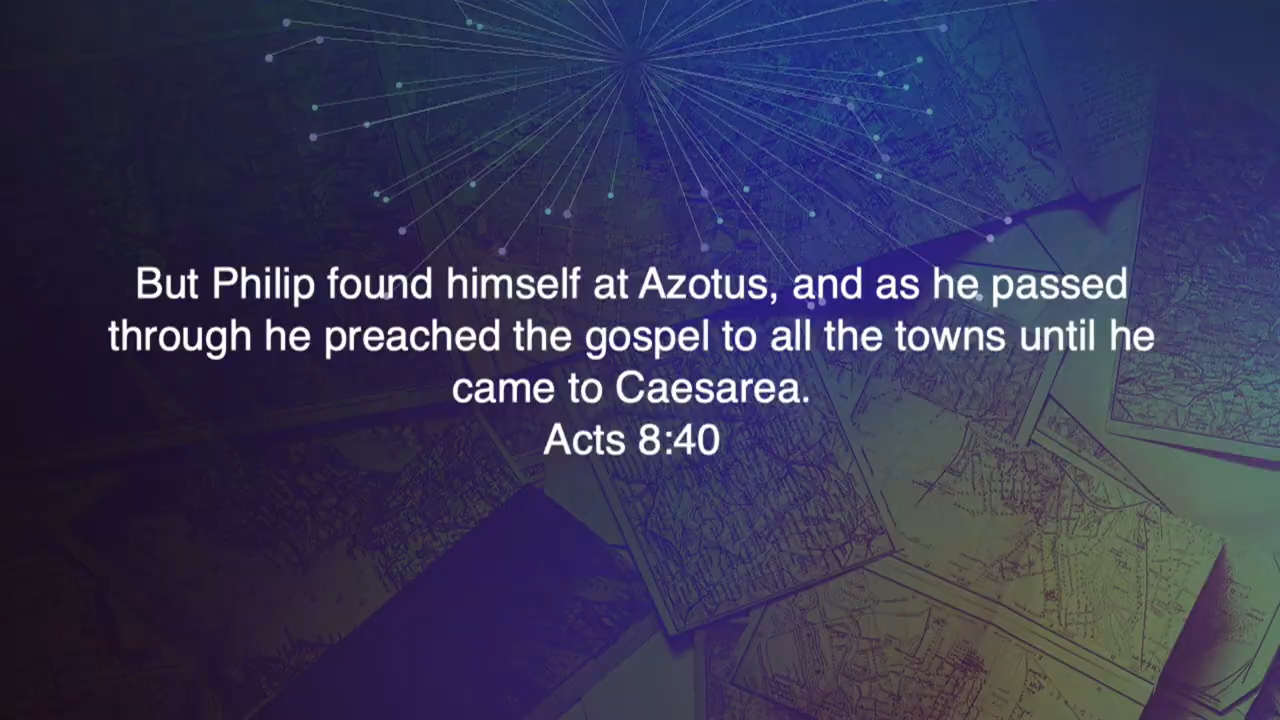 But Philip found himself at Azotus, and as he passed
through he preached the gospel to all the towns until he
came to Caesarea.
Acts 8:40